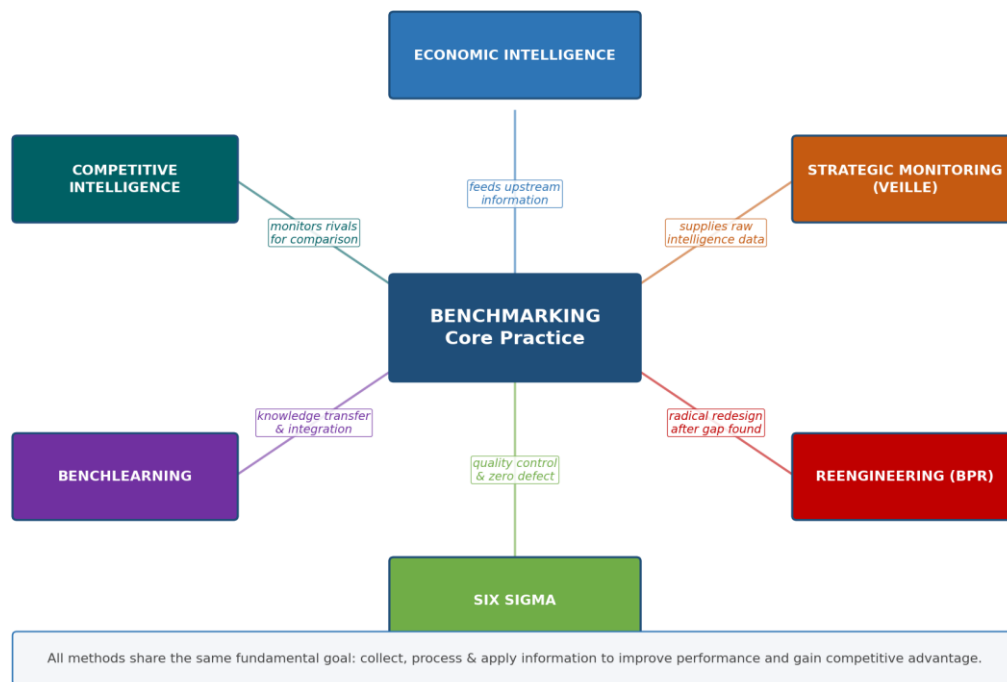 ECONOMIC INTELLIGENCE
COMPETITIVE
INTELLIGENCE
STRATEGIC MONITORING
(VEILLE)
feeds upstream
information
monitors rivals
for comparison
supplies raw
intelligence data
BENCHMARKING
Core Practice
knowledge transfer
& integration
radical redesign
after gap found
quality control
& zero defect
BENCHLEARNING
REENGINEERING (BPR)
SIX SIGMA
All methods share the same fundamental goal: collect, process & apply information to improve performance and gain competitive advantage.